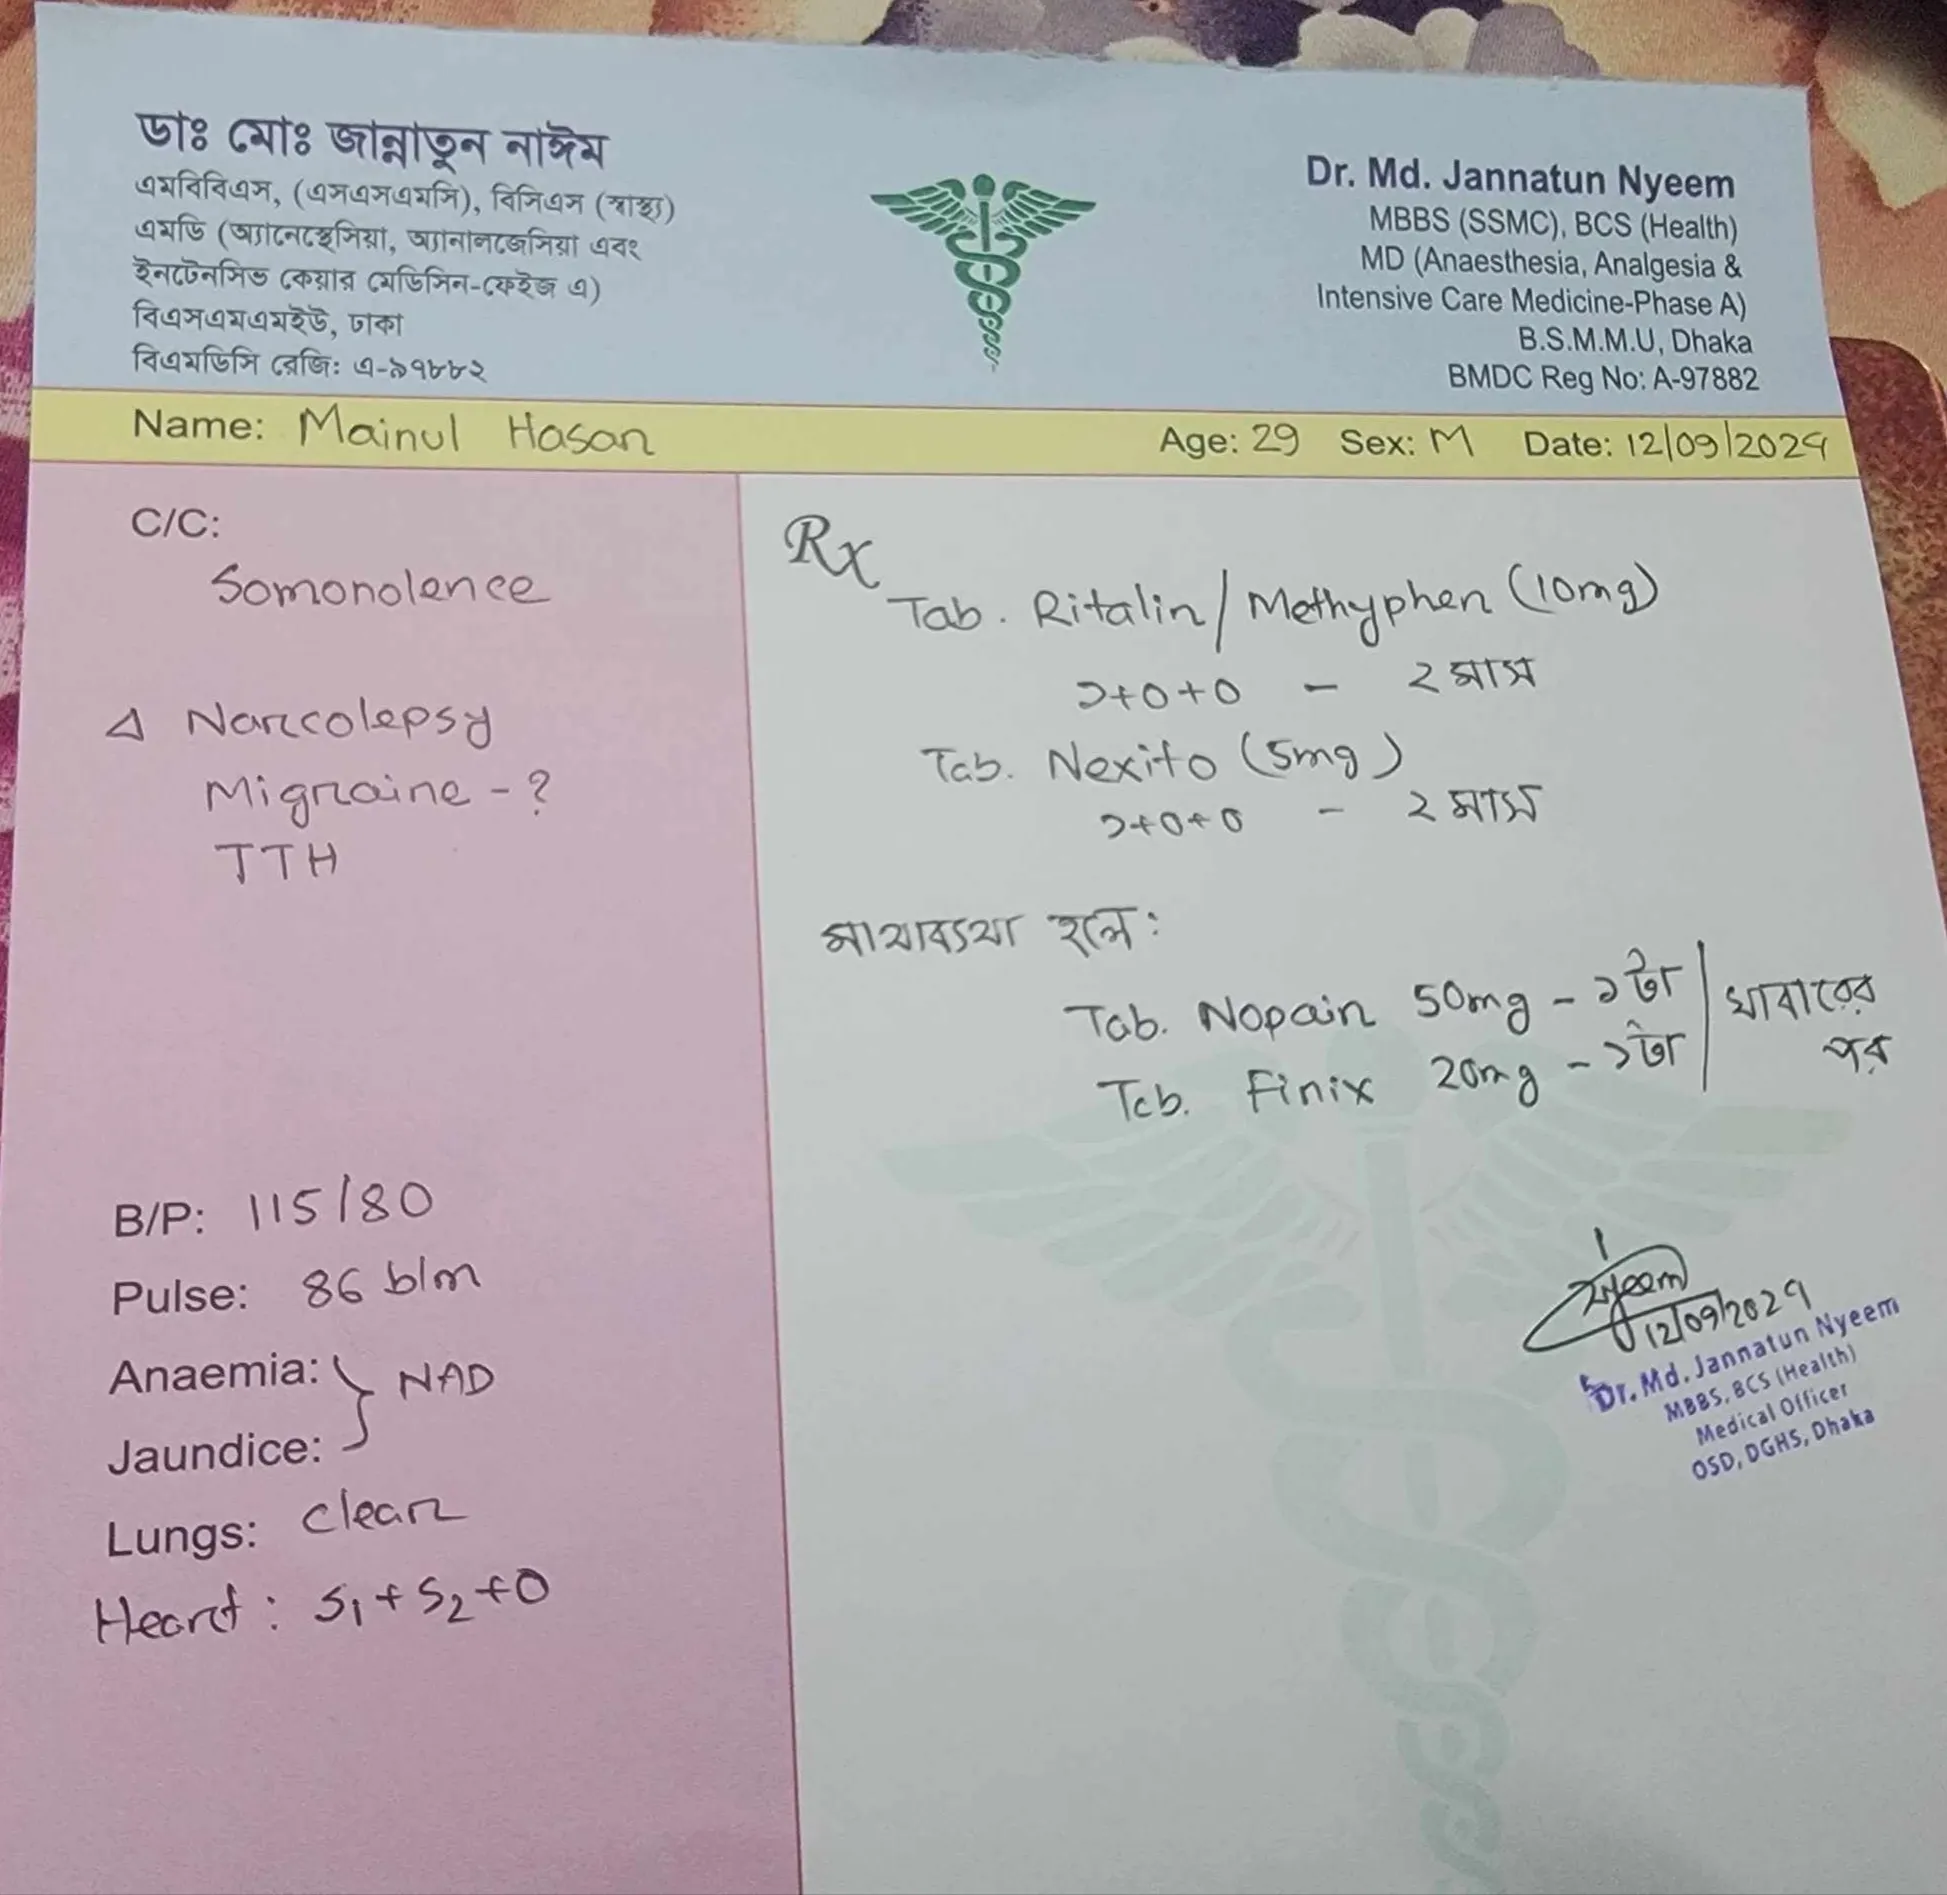 ডাঃ মোঃ জান্নাতুন নাঈম
এমবিবিএস, (এসএসএমসি), বিসিএস (স্বাস্থ্য)
এমডি (অ্যানেস্থেসিয়া, অ্যানালজেসিয়া এবং
ইনটেনসিভ কেয়ার মেডিসিন-ফেইজ এ)
বিএসএমএমইউ, ঢাকা
বিএমডিসি রেজি: এ-৯৭৮৮২
Dr. Md. Jannatun Nyeem
MBBS (SSMC), BCS (Health)
MD (Anaesthesia, Analgesia &
Intensive Care Medicine-Phase A)
B.S.M.M.U, Dhaka
BMDC Reg No: A-97882
Name: Mainul Hasan Age: 29 Sex: M Date: 12/09/2024
C/C:
Somonolence
Δ Narcolepsy
Migraine - ?
TTH
B/P: 115/80
Pulse: 86 b/m
Anaemia: } NAD
Jaundice:
Lungs: clear
Heart: S₁ + S₂ + 0
Rx
Tab. Ritalin / Methyphen (10mg)
১+০+০ - ২ মাস
Tab. Nexito (5mg)
১+০+০ - ২ মাস
মাথাব্যথা হলে:
Tab. Nopain 50mg - ১ টা / খাবারের
Tab. Finix 20mg - ১ টা / পর
Nyeem
12/09/2024
Dr. Md. Jannatun Nyeem
MBBS, BCS (Health)
Medical Officer
OSD, DGHS, Dhaka